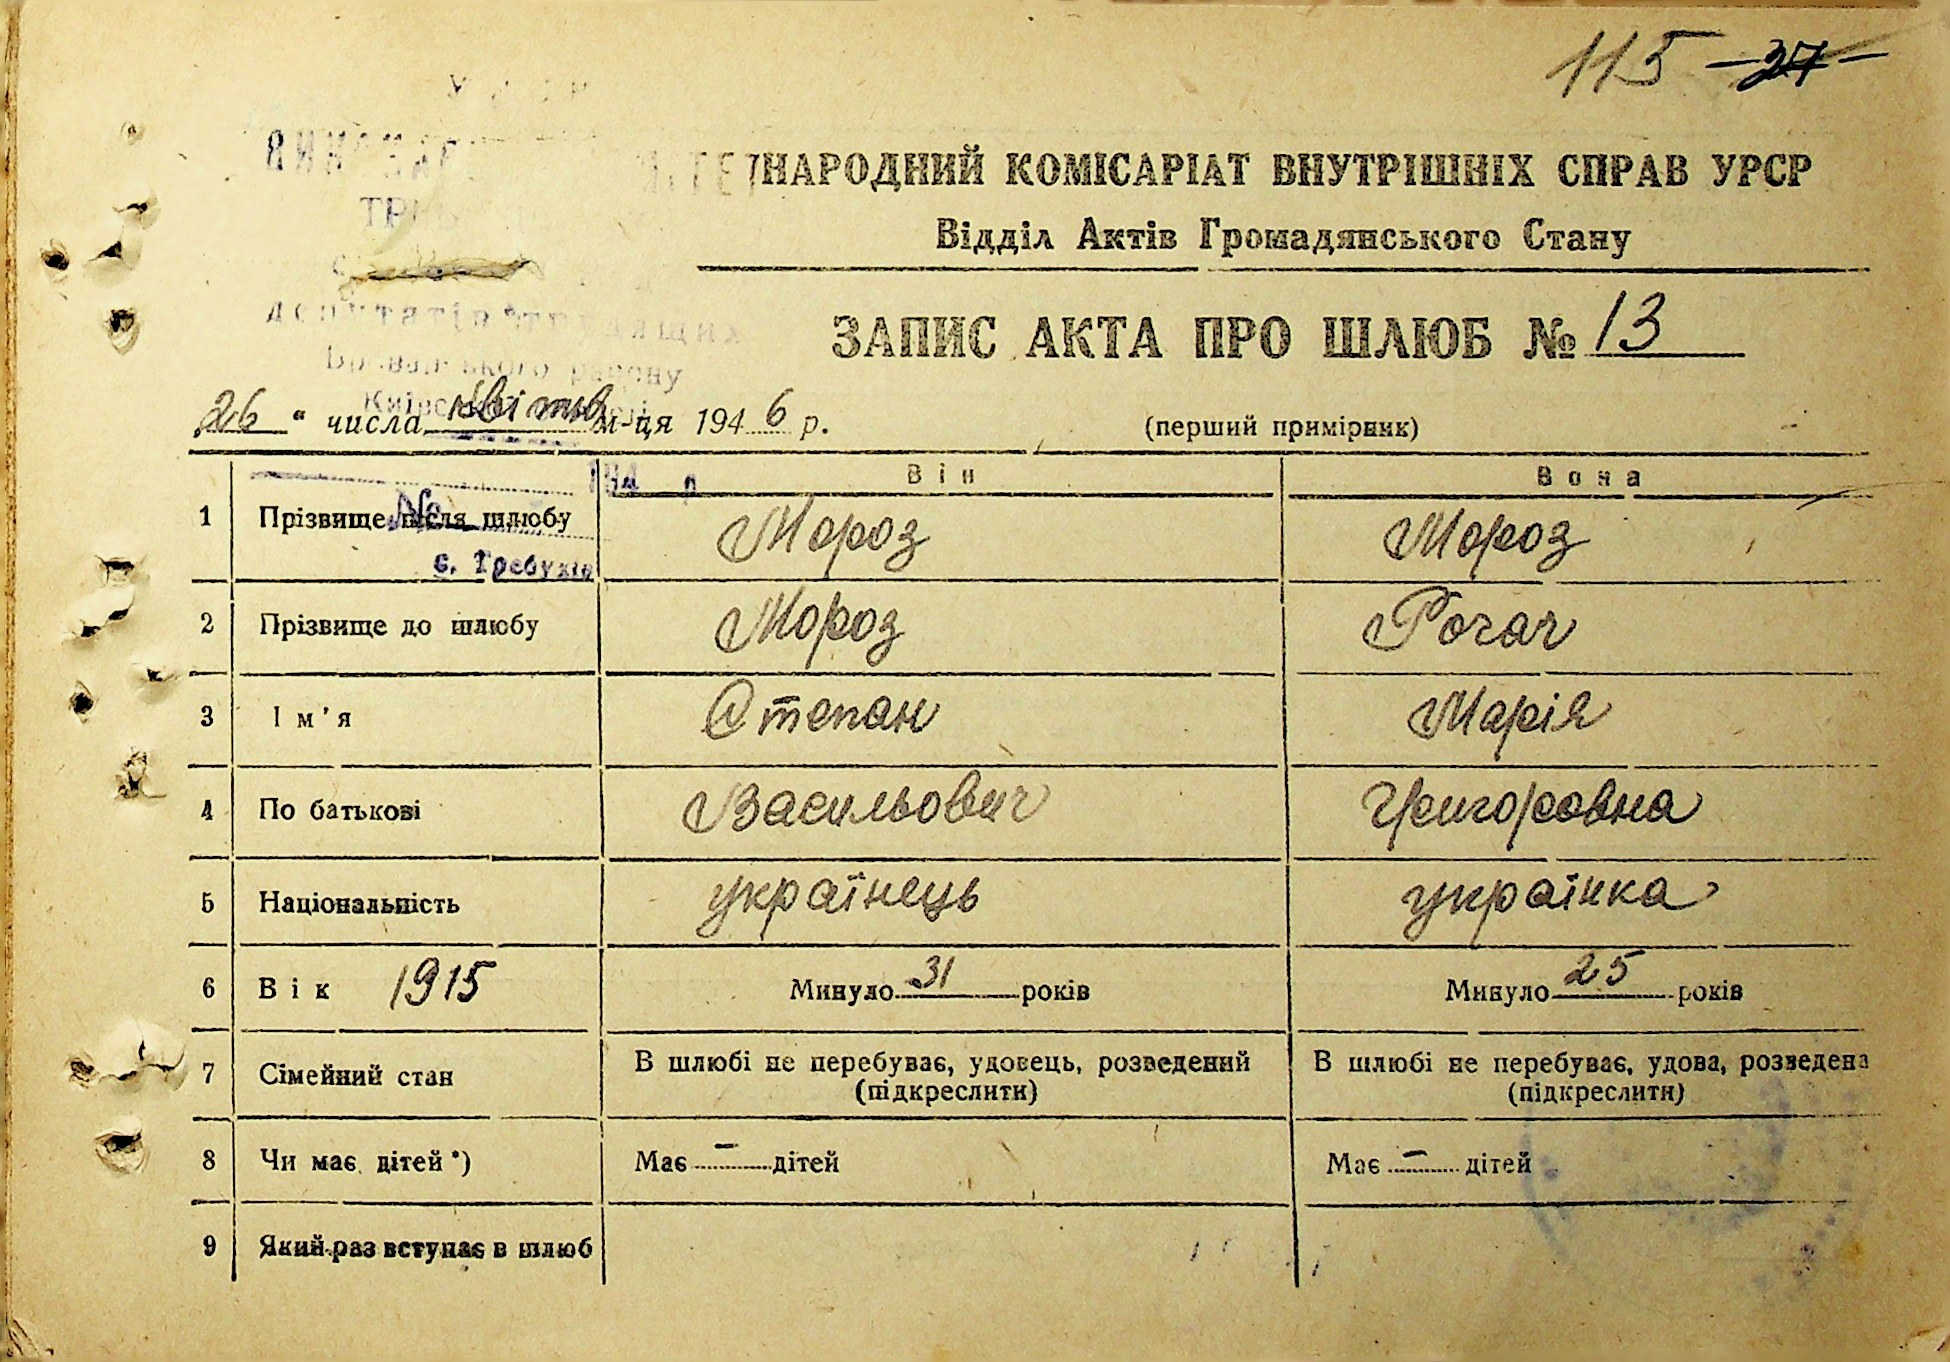 115 27
НАРОДНИЙ КОМІСАРІАТ ВНУТРІШНІХ СПРАВ УРСР
Відділ Актів Громадянського Стану
ЗАПИС АКТА ПРО ШЛЮБ № 13
26 " числа квітня м-ця 1946 р. (перший примірник)
Він Вона
1 Прізвище після шлюбу Мороз Мороз
№
с. Требухів
2 Прізвище до шлюбу Мороз Рогач
3 Ім'я Степан Марія
4 По батькові Васильович Григоровна
5 Національність українець українка
6 Вік 1915 Минуло 31 років Минуло 25 років
7 Сімейний стан В шлюбі не перебуває, удовець, розведений (підкреслити) В шлюбі не перебуває, удова, розведена (підкреслити)
8 Чи має дітей *) Має — дітей Має — дітей
9 Який раз вступає в шлюб